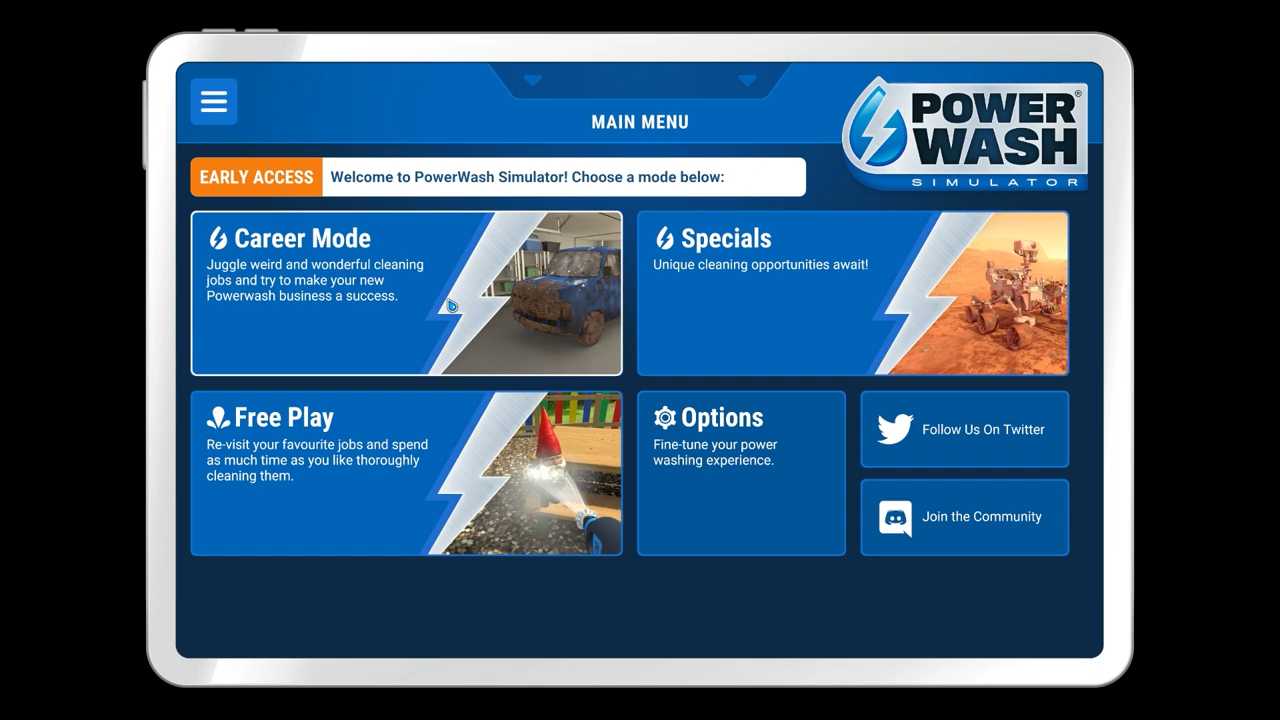 MAIN MENU
POWER®
WASH
SIMULATOR
EARLY ACCESS Welcome to PowerWash Simulator! Choose a mode below:
Career Mode
Juggle weird and wonderful cleaning
jobs and try to make your new
Powerwash business a success.
Specials
Unique cleaning opportunities await!
Free Play
Re-visit your favourite jobs and spend
as much time as you like thoroughly
cleaning them.
Options
Fine-tune your power
washing experience.
Follow Us On Twitter
Join the Community